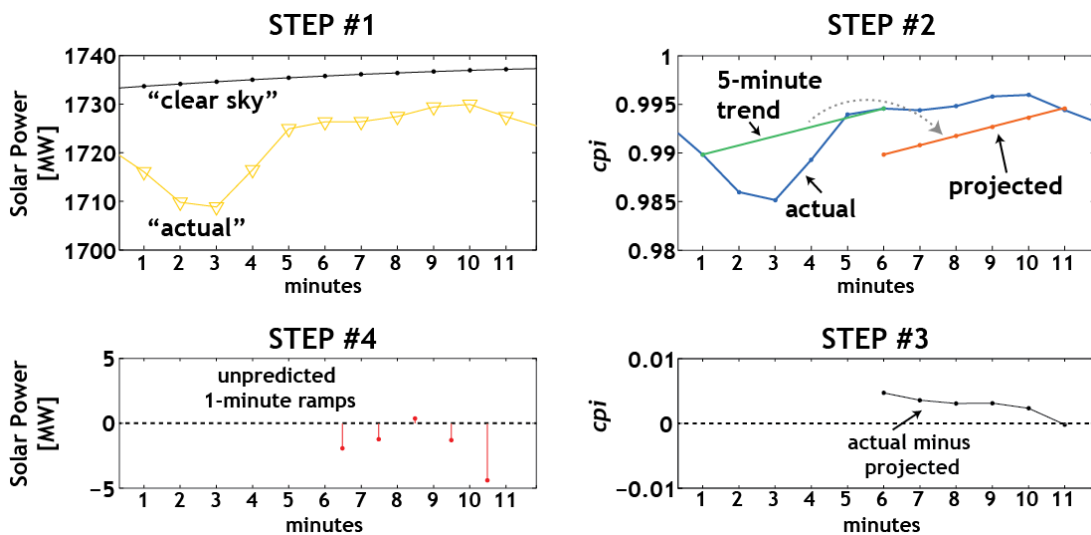 STEP #1
Solar Power
[MW]
1740
1730
1720
1710
1700
"clear sky"
"actual"
1 2 3 4 5 6 7 8 9 10 11
minutes
STEP #2
cpi
1
0.995
0.99
0.985
0.98
5-minute
trend
actual
projected
1 2 3 4 5 6 7 8 9 10 11
minutes
STEP #4
Solar Power
[MW]
5
0
−5
unpredicted
1-minute ramps
1 2 3 4 5 6 7 8 9 10 11
minutes
STEP #3
cpi
0.01
0
−0.01
actual minus
projected
1 2 3 4 5 6 7 8 9 10 11
minutes